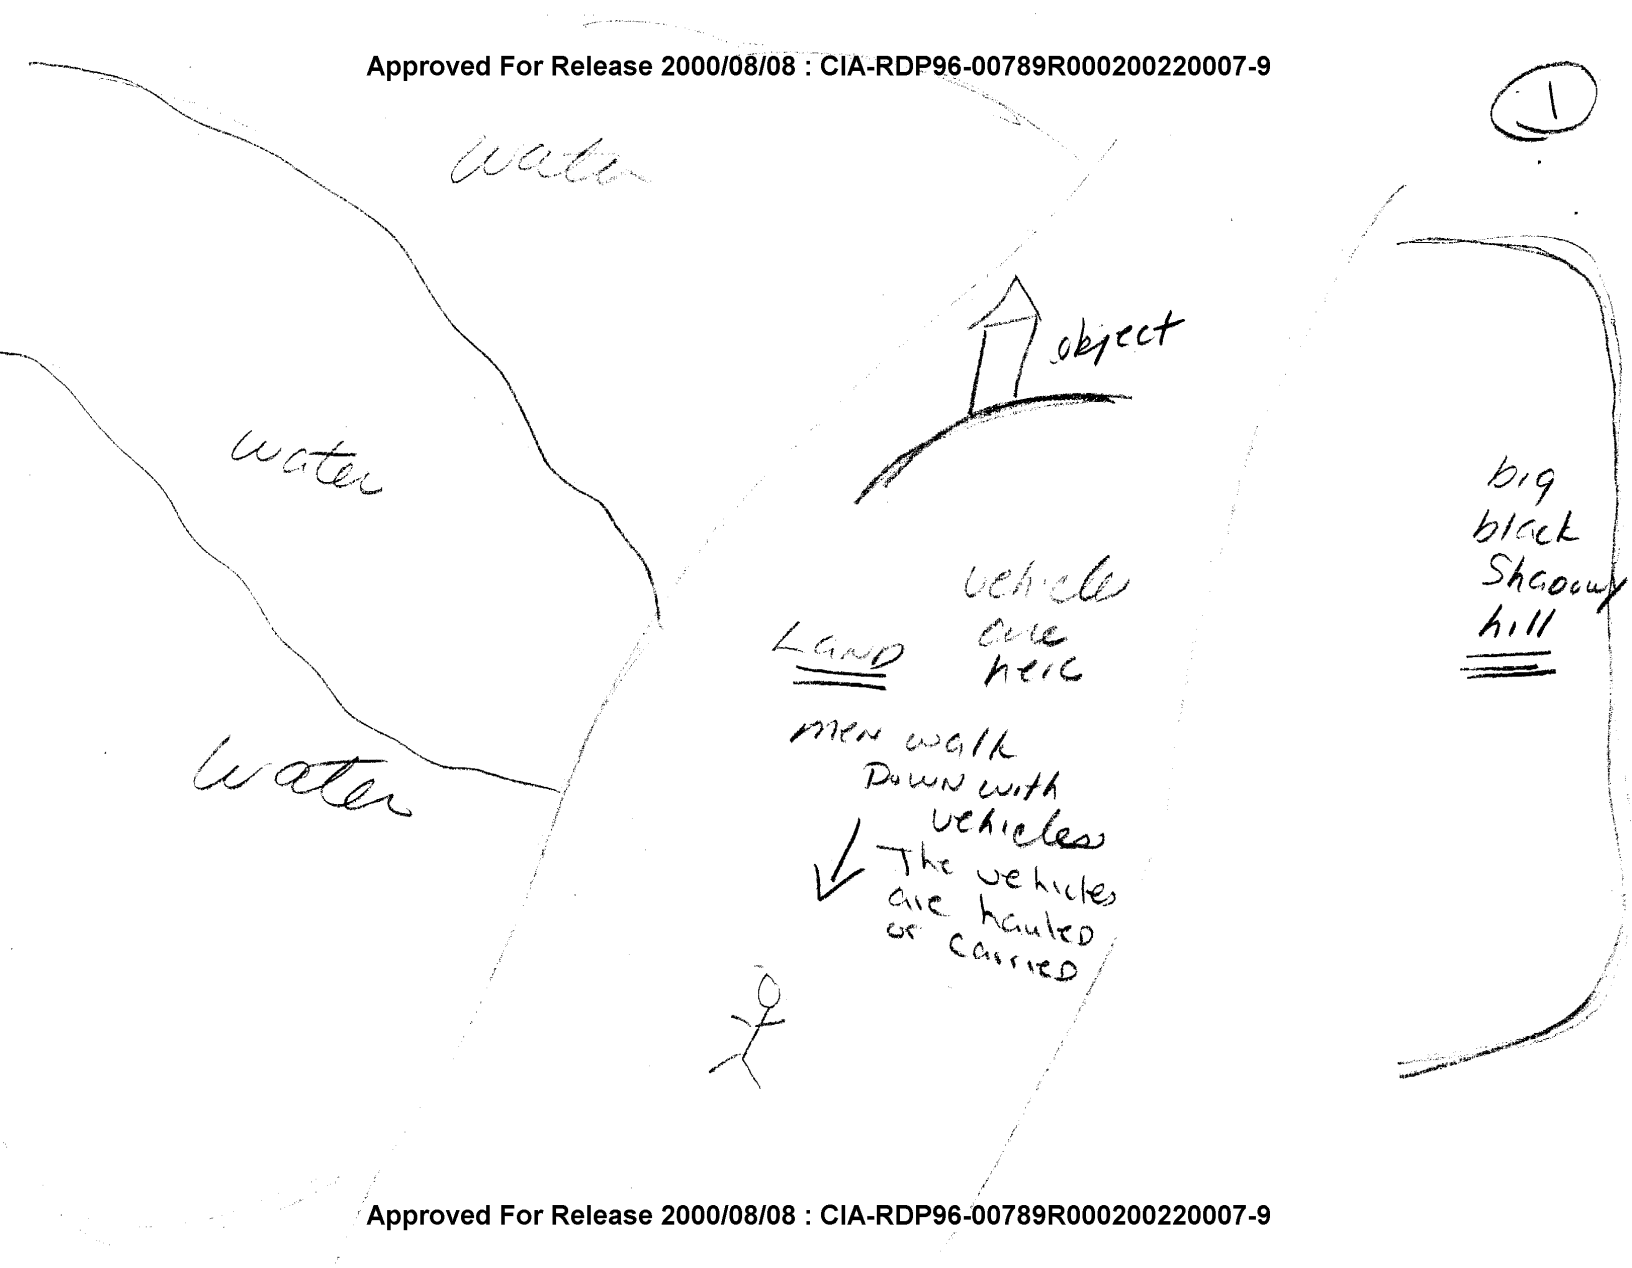 Approved For Release 2000/08/08 : CIA-RDP96-00789R000200220007-9
1
water
object
water
big
black
Shadowy
hill
vehicles
are
here
LAND
men walk
DOWN with
vehicles
The vehicles
are hauled
or carried
water
Approved For Release 2000/08/08 : CIA-RDP96-00789R000200220007-9